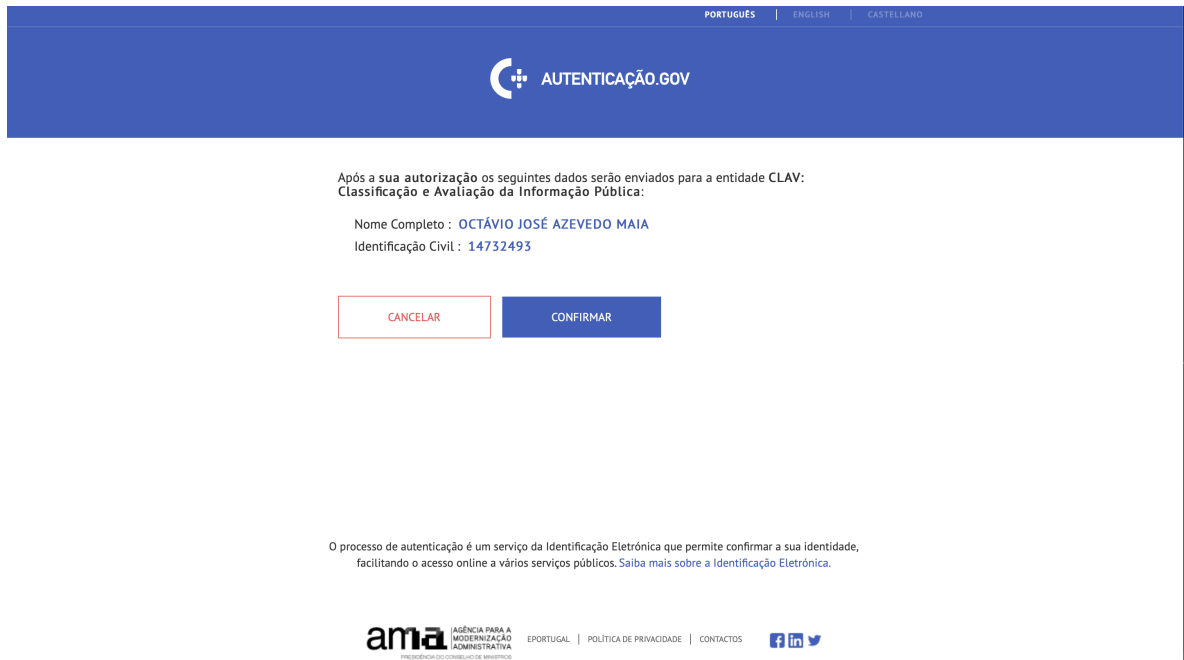 PORTUGUÊS | ENGLISH | CASTELLANO
AUTENTICAÇÃO.GOV
Após a sua autorização os seguintes dados serão enviados para a entidade CLAV:
Classificação e Avaliação da Informação Pública:
Nome Completo : OCTÁVIO JOSÉ AZEVEDO MAIA
Identificação Civil : 14732493
CANCELAR CONFIRMAR
O processo de autenticação é um serviço da Identificação Eletrónica que permite confirmar a sua identidade,
facilitando o acesso online a vários serviços públicos. Saiba mais sobre a Identificação Eletrónica.
ama AGÊNCIA PARA A
MODERNIZAÇÃO
ADMINISTRATIVA
PRESIDÊNCIA DO CONSELHO DE MINISTROS
EPORTUGAL | POLÍTICA DE PRIVACIDADE | CONTACTOS